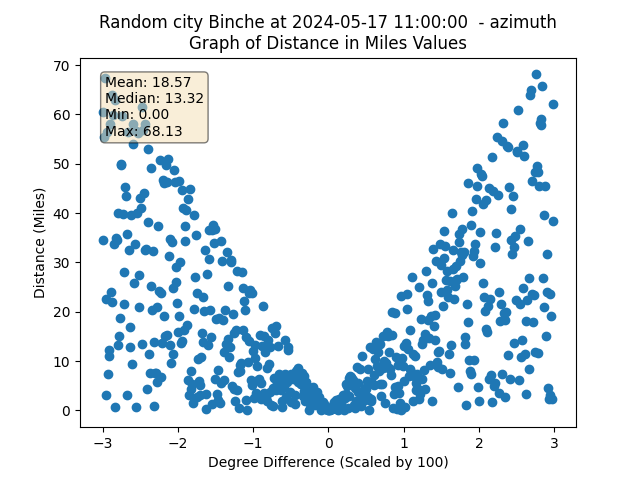 Random city Binche at 2024-05-17 11:00:00 - azimuth
Graph of Distance in Miles Values
70
60
50
40
30
20
10
0
Distance (Miles)
Mean: 18.57
Median: 13.32
Min: 0.00
Max: 68.13
−3 −2 −1 0 1 2 3
Degree Difference (Scaled by 100)